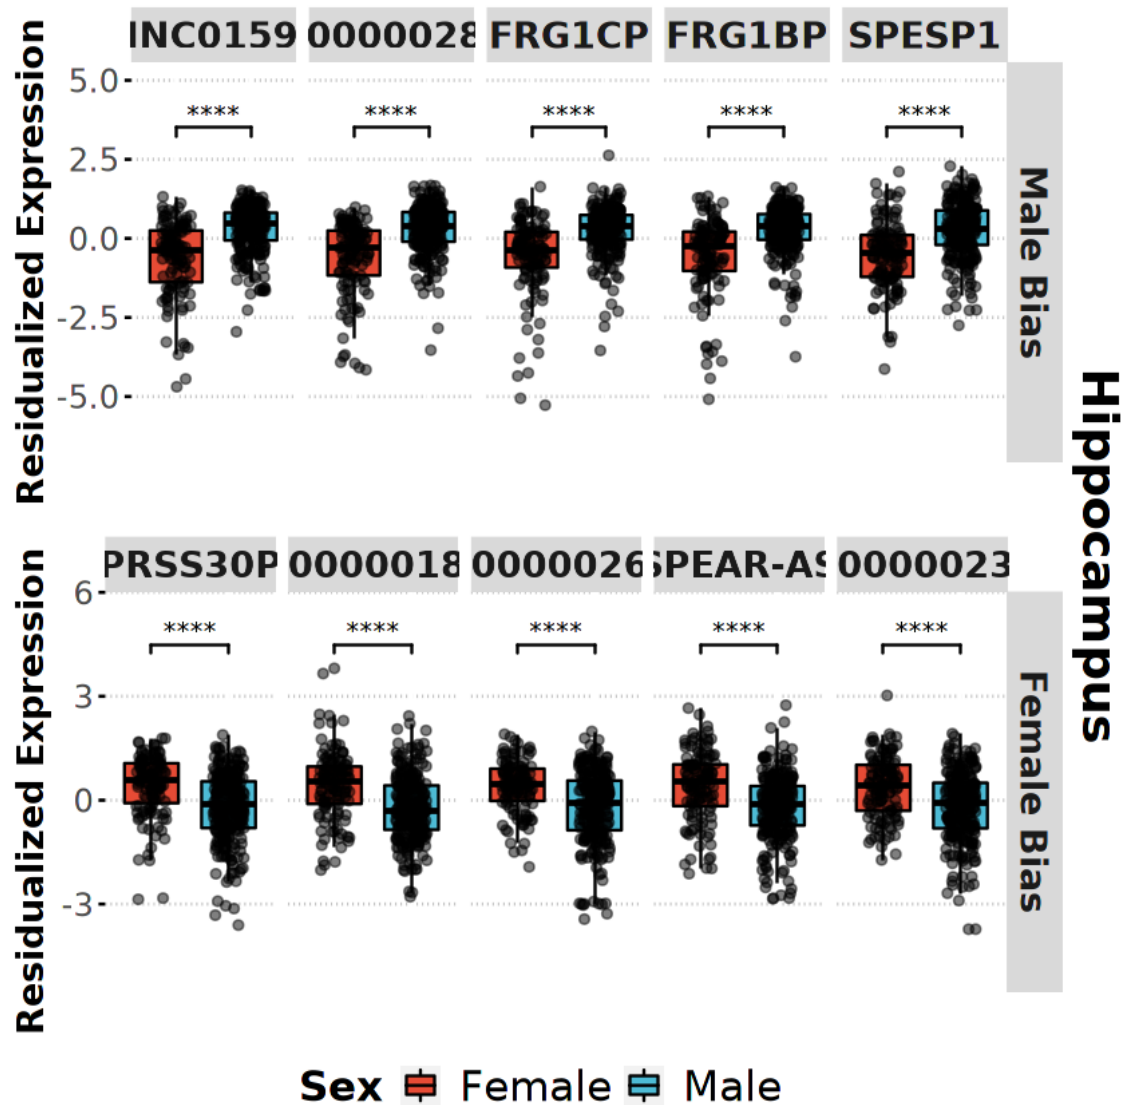 INC0159 0000028 FRG1CP FRG1BP SPESP1
Residualized Expression
5.0
2.5
0.0
-2.5
-5.0
**** **** **** **** ****
Male Bias
Hippocampus
PRSS30P 0000018 0000026 SPEAR-AS 0000023
Residualized Expression
6
3
0
-3
**** **** **** **** ****
Female Bias
Sex Female Male